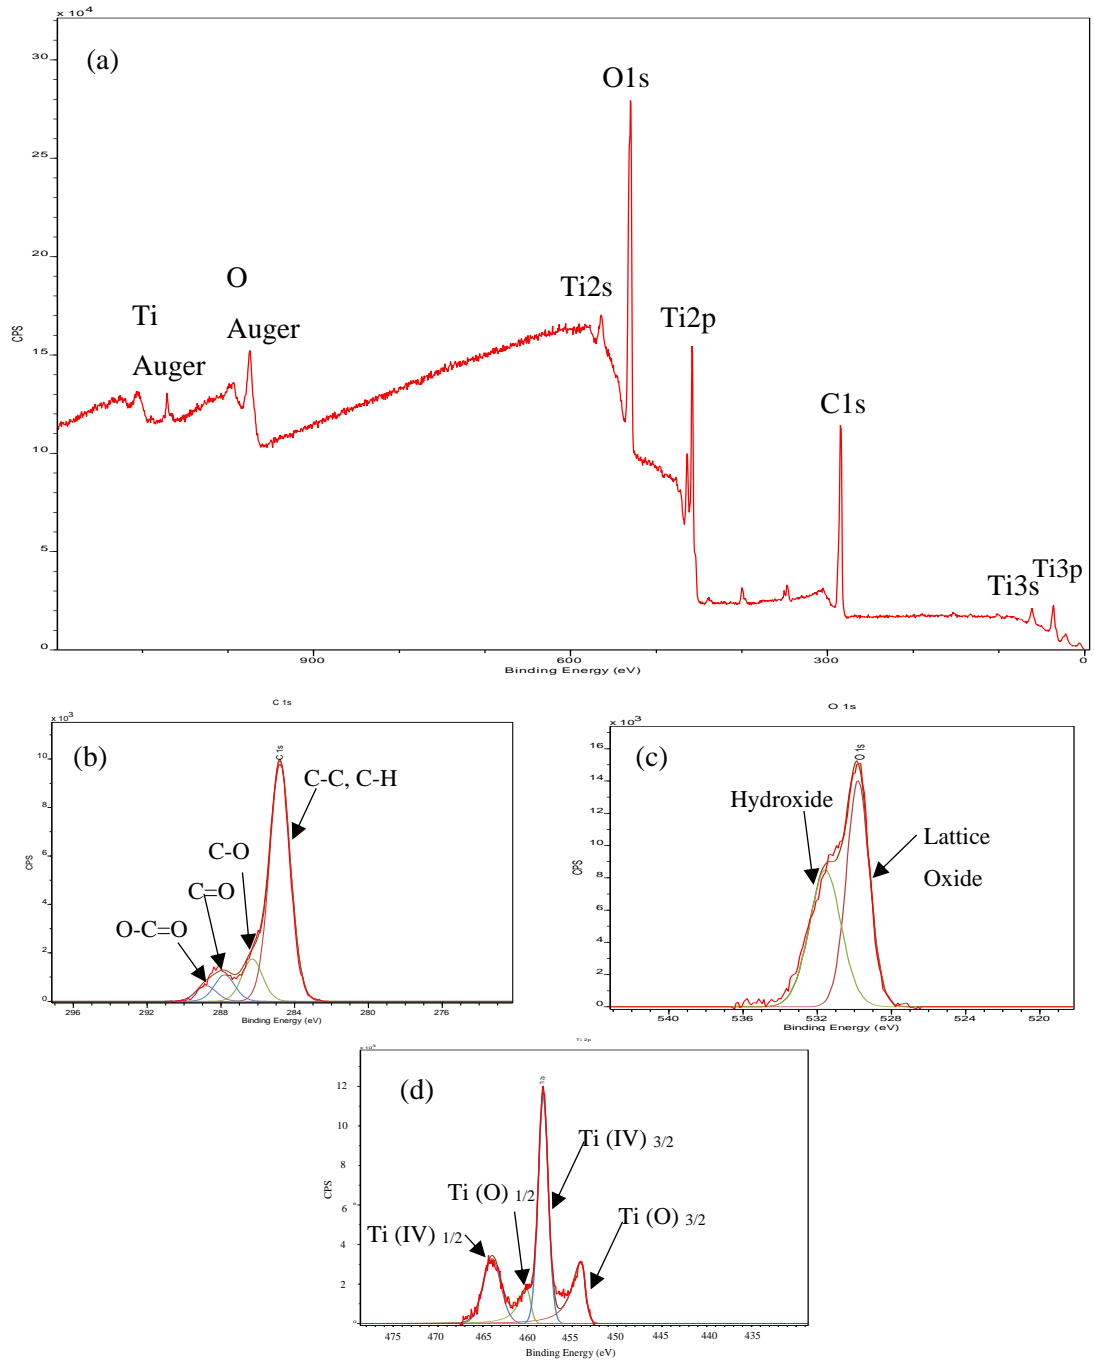 x 10⁴
(a)
30
25
20
15
10
5
0
CPS
O1s
O
Auger
Ti
Auger
Ti2s
Ti2p
C1s
Ti3s
Ti3p
900
600
300
0
Binding Energy (eV)
C 1s
x 10³
(b)
C 1s
10
8
6
4
2
0
CPS
C-C, C-H
C-O
C=O
O-C=O
296
292
288
284
280
276
Binding Energy (eV)
O 1s
x 10³
(c)
O 1s
16
14
12
10
8
6
4
2
0
CPS
Hydroxide
Lattice
Oxide
540
536
532
528
524
520
Binding Energy (eV)
Ti 2p
(d)
12
10
8
6
4
2
0
CPS
Ti (IV) 3/2
Ti (O) 1/2
Ti (O) 3/2
Ti (IV) 1/2
475
470
465
460
455
450
445
440
435
Binding Energy (eV)